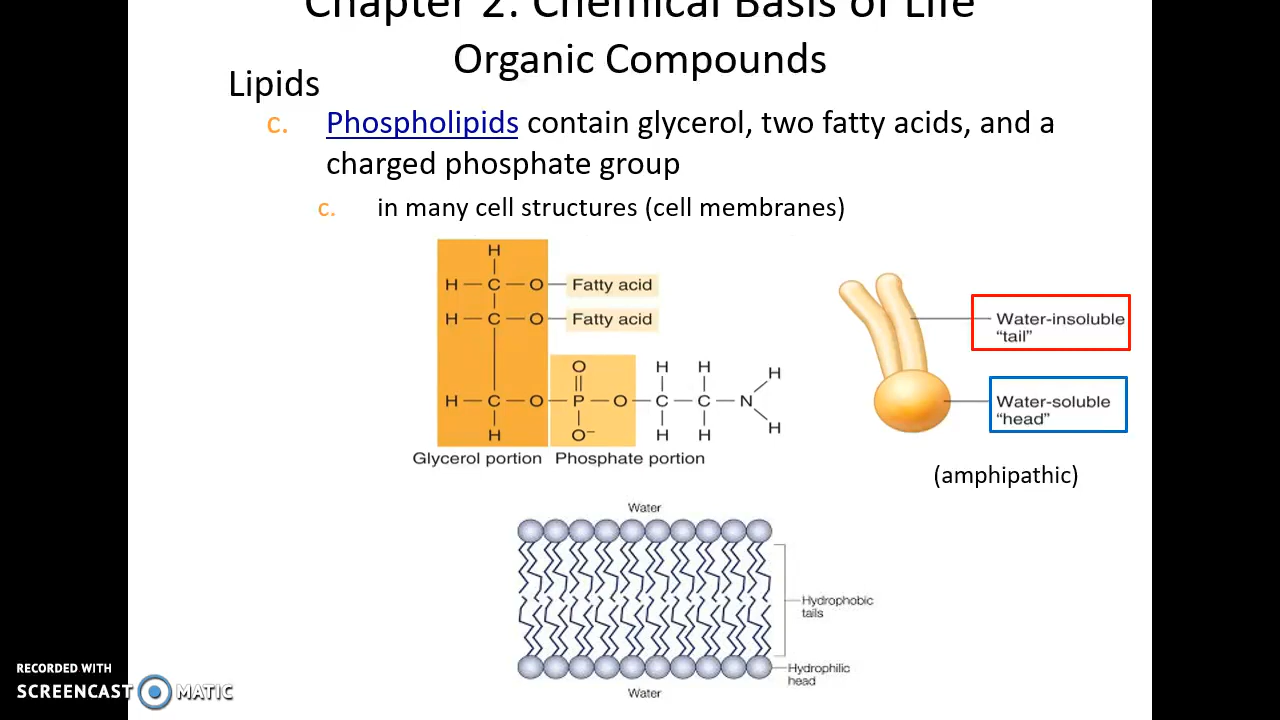 Chapter 2: Chemical Basis of Life
Organic Compounds
Lipids
c. Phospholipids contain glycerol, two fatty acids, and a
charged phosphate group
c. in many cell structures (cell membranes)
H
H C O Fatty acid
H C O Fatty acid
O H H H
H C O P O C C N
H O− H H H
Glycerol portion Phosphate portion
Water-insoluble
“tail”
Water-soluble
“head”
(amphipathic)
Water
Hydrophobic
tails
Hydrophilic
head
Water
RECORDED WITH
SCREENCAST MATIC